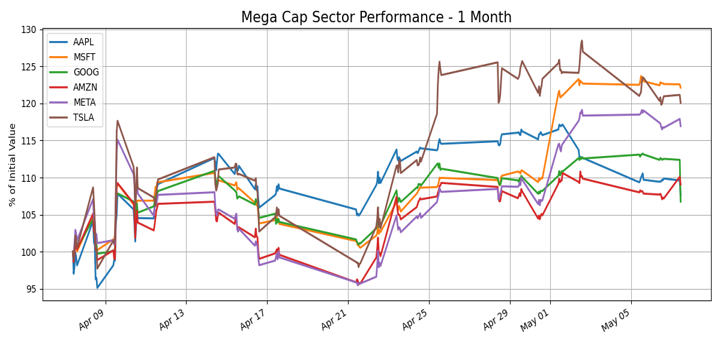 Mega Cap Sector Performance - 1 Month
% of Initial Value
130
125
120
115
110
105
100
95
AAPL
MSFT
GOOG
AMZN
META
TSLA
Apr 09
Apr 13
Apr 17
Apr 21
Apr 25
Apr 29
May 01
May 05